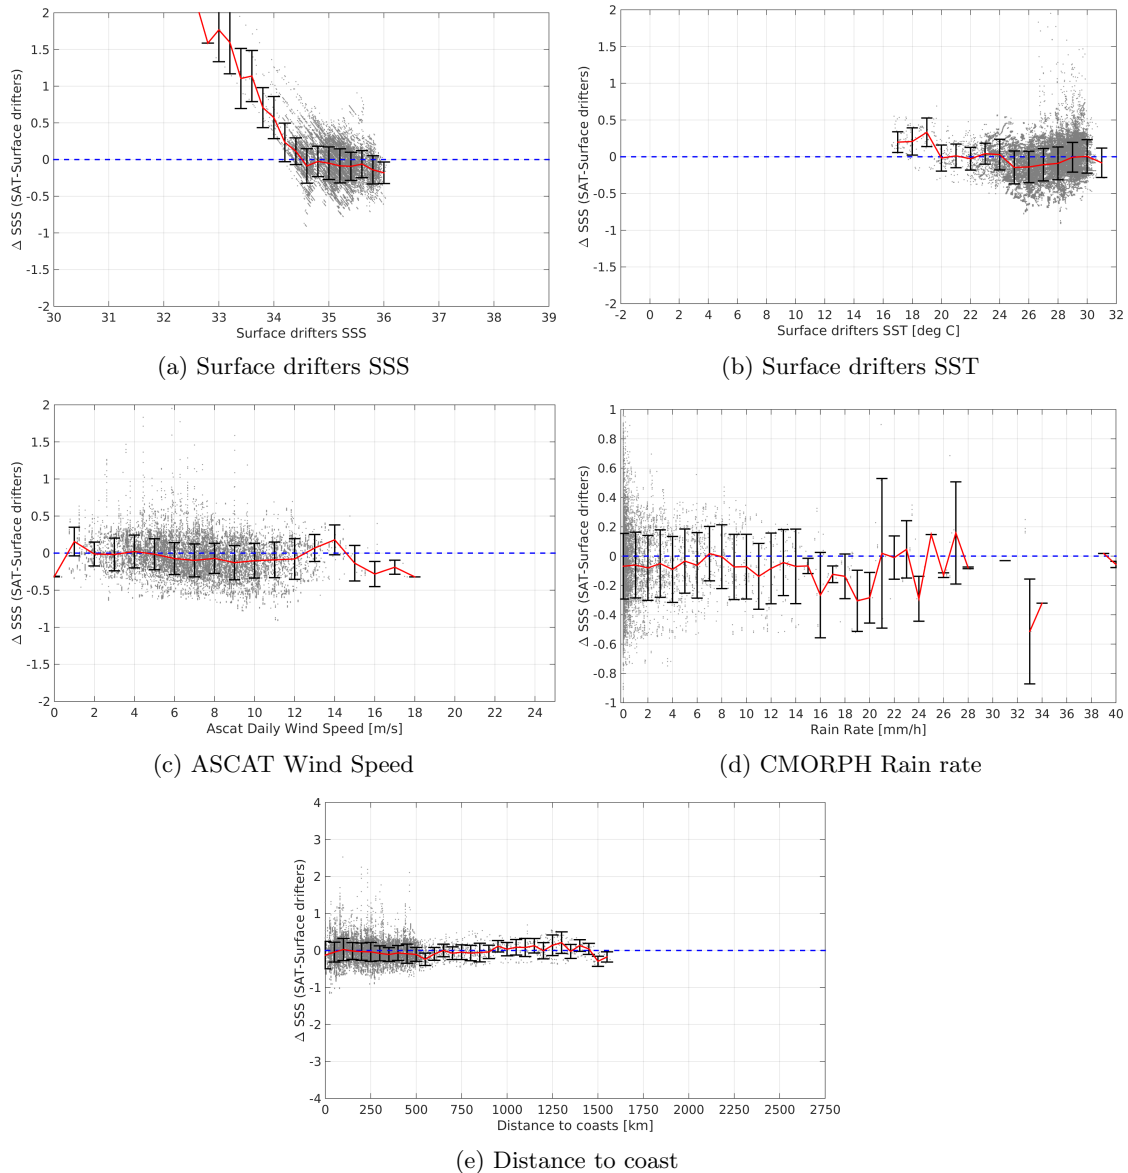 2
1.5
1
0.5
0
-0.5
-1
-1.5
-2
Δ SSS (SAT-Surface drifters)
30 31 32 33 34 35 36 37 38 39
Surface drifters SSS
(a) Surface drifters SSS
2
1.5
1
0.5
0
-0.5
-1
-1.5
-2
Δ SSS (SAT-Surface drifters)
-2 0 2 4 6 8 10 12 14 16 18 20 22 24 26 28 30 32
Surface drifters SST [deg C]
(b) Surface drifters SST
2
1.5
1
0.5
0
-0.5
-1
-1.5
-2
Δ SSS (SAT-Surface drifters)
0 2 4 6 8 10 12 14 16 18 20 22 24
Ascat Daily Wind Speed [m/s]
(c) ASCAT Wind Speed
1
0.8
0.6
0.4
0.2
0
-0.2
-0.4
-0.6
-0.8
-1
Δ SSS (SAT-Surface drifters)
0 2 4 6 8 10 12 14 16 18 20 22 24 26 28 30 32 34 36 38 40
Rain Rate [mm/h]
(d) CMORPH Rain rate
4
3
2
1
0
-1
-2
-3
-4
Δ SSS (SAT-Surface drifters)
0 250 500 750 1000 1250 1500 1750 2000 2250 2500 2750
Distance to coasts [km]
(e) Distance to coast